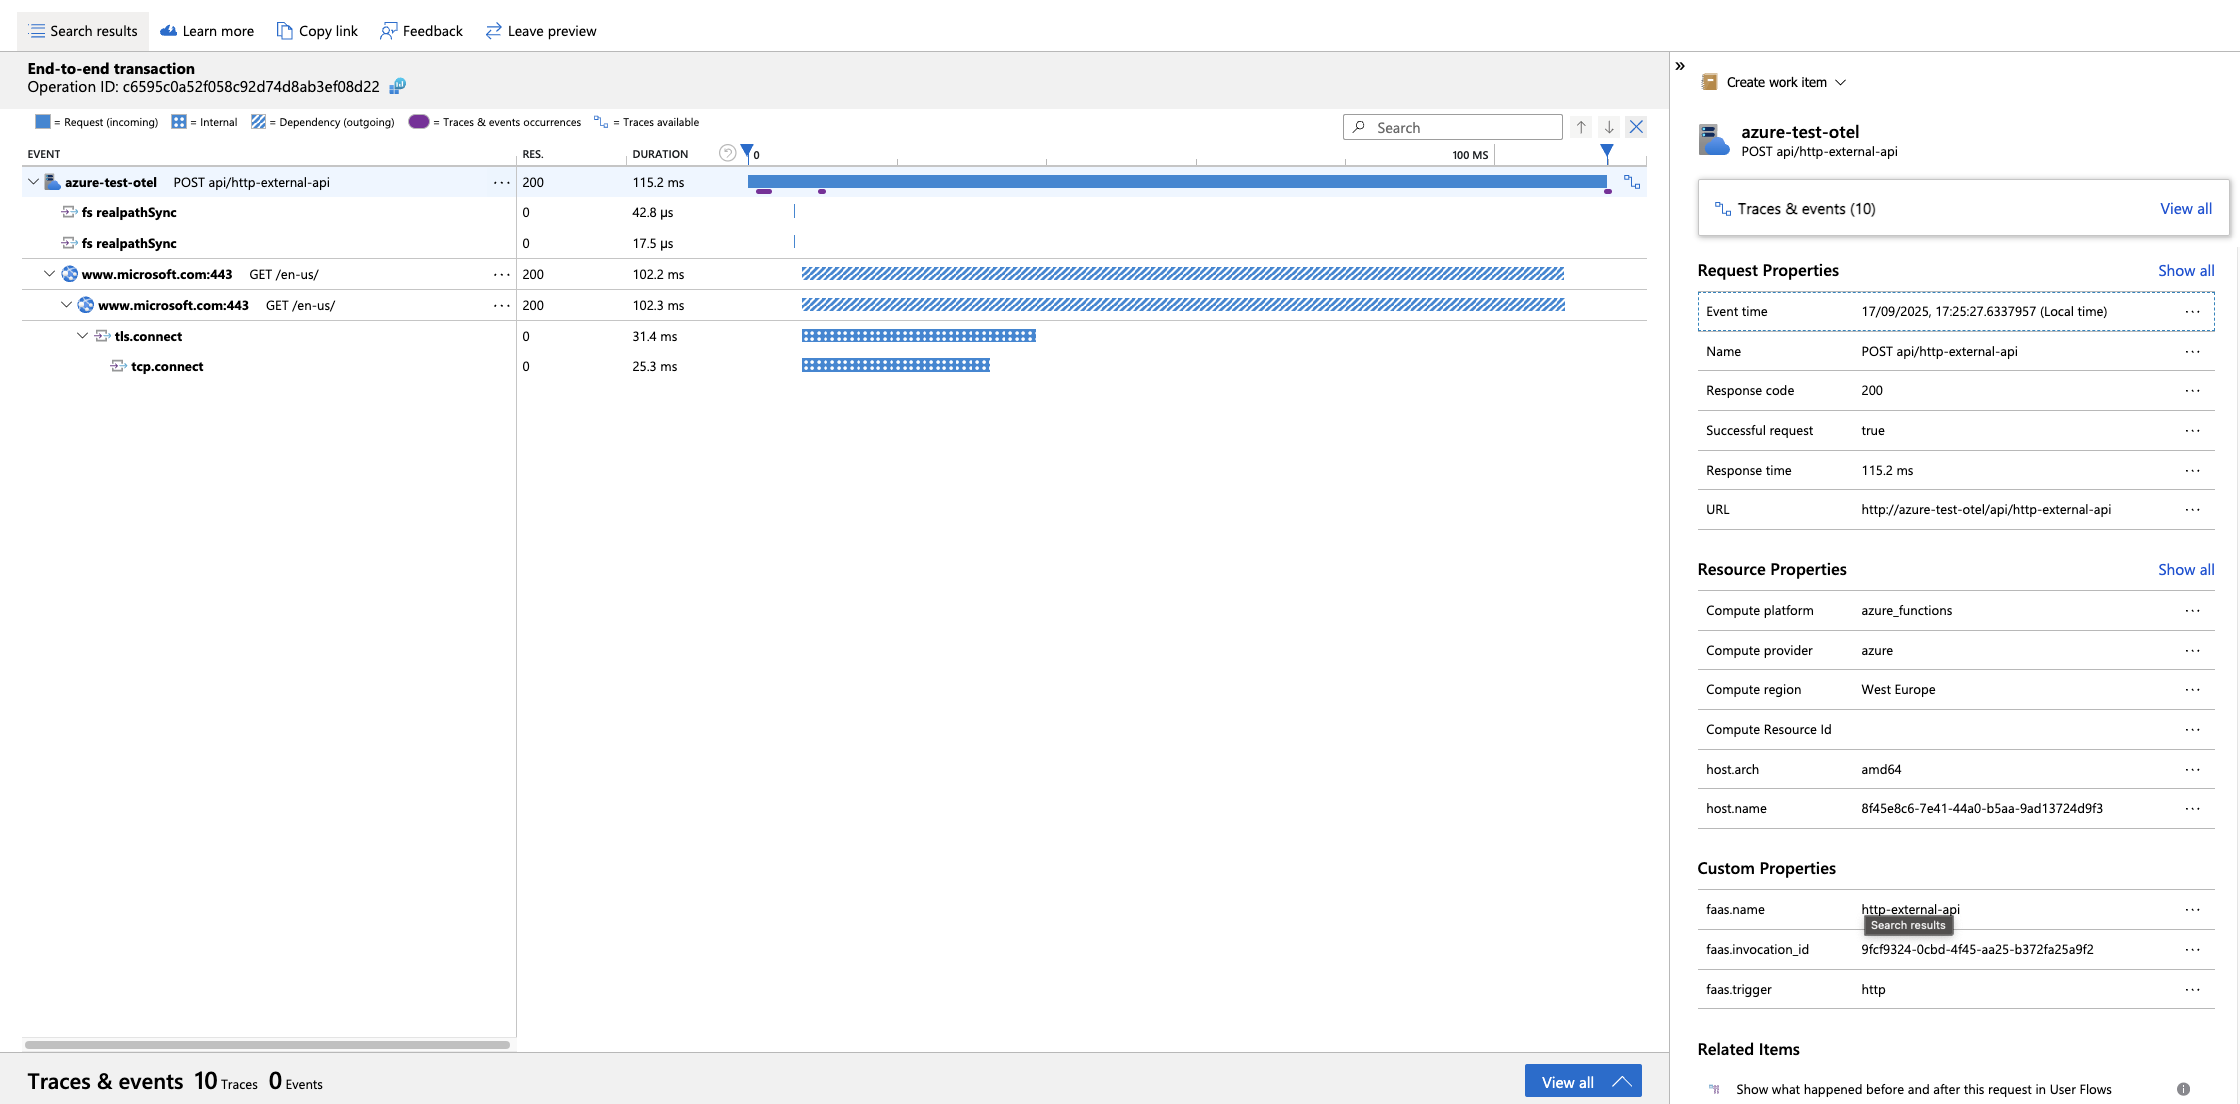 Search results Learn more Copy link Feedback Leave preview
End-to-end transaction
Operation ID: c6595c0a52f058c92d74d8ab3ef08d22
= Request (incoming) = Internal = Dependency (outgoing) = Traces & events occurrences = Traces available
Search
EVENT RES. DURATION 0 100 MS
azure-test-otel POST api/http-external-api ··· 200 115.2 ms
fs realpathSync 0 42.8 µs
fs realpathSync 0 17.5 µs
www.microsoft.com:443 GET /en-us/ ··· 200 102.2 ms
www.microsoft.com:443 GET /en-us/ ··· 200 102.3 ms
tls.connect 0 31.4 ms
tcp.connect 0 25.3 ms
Traces & events 10 Traces 0 Events
View all
»
Create work item
azure-test-otel
POST api/http-external-api
Traces & events (10) View all
Request Properties Show all
Event time 17/09/2025, 17:25:27.6337957 (Local time) ···
Name POST api/http-external-api ···
Response code 200 ···
Successful request true ···
Response time 115.2 ms ···
URL http://azure-test-otel/api/http-external-api ···
Resource Properties Show all
Compute platform azure_functions ···
Compute provider azure ···
Compute region West Europe ···
Compute Resource Id ···
host.arch amd64 ···
host.name 8f45e8c6-7e41-44a0-b5aa-9ad13724d9f3 ···
Custom Properties
faas.name http-external-api ···
Search results
faas.invocation_id 9fcf9324-0cbd-4f45-aa25-b372fa25a9f2 ···
faas.trigger http ···
Related Items
Show what happened before and after this request in User Flows